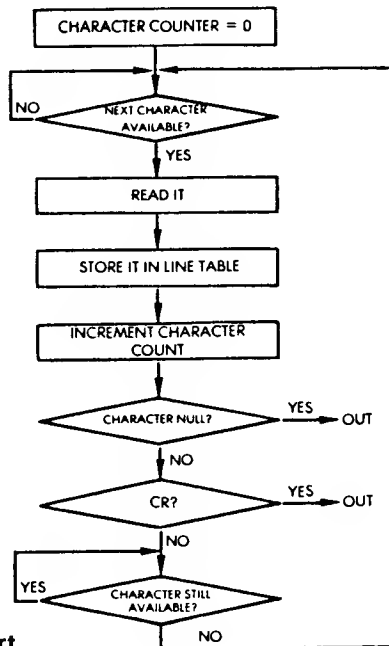 CHARACTER COUNTER = 0
NO
NEXT CHARACTER
AVAILABLE?
YES
READ IT
STORE IT IN LINE TABLE
INCREMENT CHARACTER
COUNT
CHARACTER NULL?
YES
OUT
NO
CR?
YES
OUT
NO
YES
CHARACTER STILL
AVAILABLE?
NO